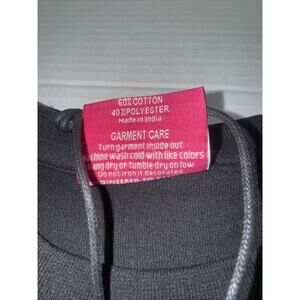 60% COTTON
40% POLYESTER
Made in India
GARMENT CARE
Turn garment inside out
chine wash cold with like colors
ang dry or tumble dry on low
Do not iron if decorated